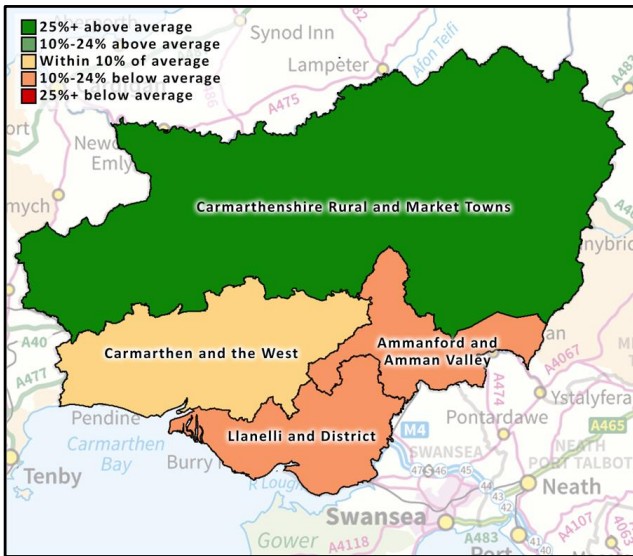 25%+ above average
10%-24% above average
Within 10% of average
10%-24% below average
25%+ below average
Synod Inn
A482
A483
Lampeter
Afon Teifi
A475
Carmarthenshire Rural and Market Towns
Carmarthen and the West
Ammanford and
Amman Valley
Llanelli and District
A40
A477
A4067
A474
Pendine
Carmarthen
Bay
Burry
Tenby
M4
Pontardawe
Ystalyfera
A465
SWANSEA
NEATH
PORT TALBOT
Neath
Swansea
Gower
A4118
A483
A4107
Port